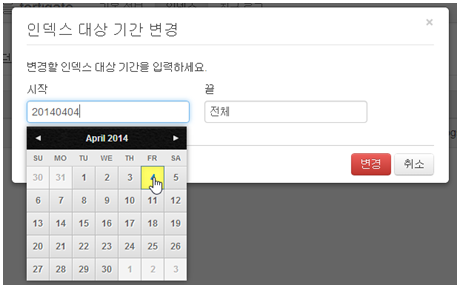 인덱스 대상 기간 변경
×
변경할 인덱스 대상 기간을 입력하세요.
시작 끝
20140404 전체
April 2014
SU MO TU WE TH FR SA
30 31 1 2 3 4 5
6 7 8 9 10 11 12
13 14 15 16 17 18 19
20 21 22 23 24 25 26
27 28 29 30 1 2 3
변경 취소